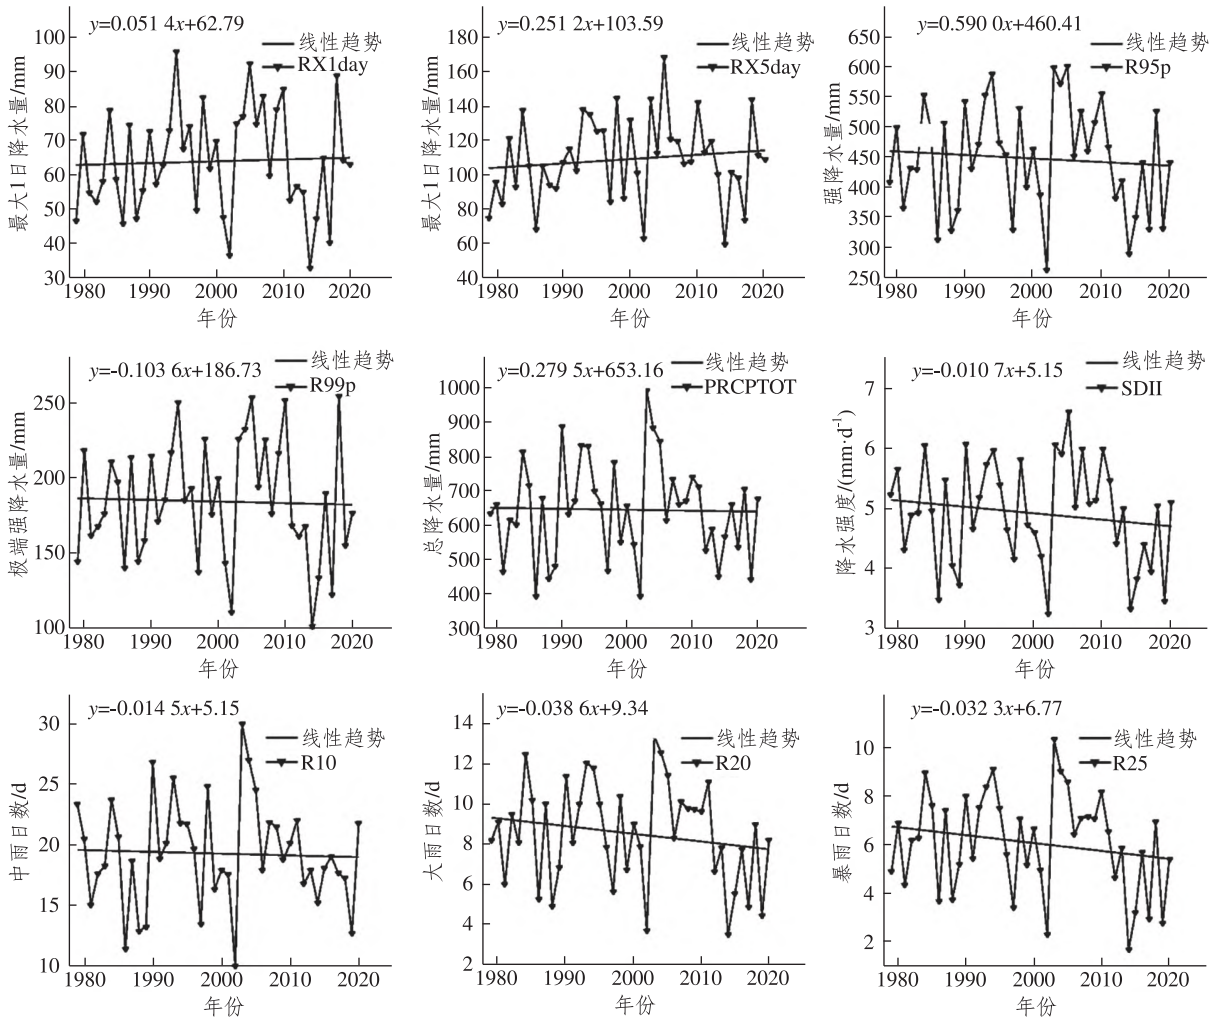 y=0.051 4x+62.79
线性趋势
RX1day
最大1日降水量/mm
100
90
80
70
60
50
40
30
1980 1990 2000 2010 2020
年份
y=0.251 2x+103.59
线性趋势
RX5day
最大1日降水量/mm
180
160
140
120
100
80
60
40
1980 1990 2000 2010 2020
年份
y=0.590 0x+460.41
线性趋势
R95p
强降水量/mm
650
600
550
500
450
400
350
300
250
1980 1990 2000 2010 2020
年份
y=-0.103 6x+186.73
线性趋势
R99p
极端强降水量/mm
250
200
150
100
1980 1990 2000 2010 2020
年份
y=0.279 5x+653.16
线性趋势
PRCPTOT
总降水量/mm
1000
900
800
700
600
500
400
300
1980 1990 2000 2010 2020
年份
y=-0.010 7x+5.15
线性趋势
SDII
降水强度/(mm·d⁻¹)
7
6
5
4
3
1980 1990 2000 2010 2020
年份
y=-0.014 5x+5.15
线性趋势
R10
中雨日数/d
30
25
20
15
10
1980 1990 2000 2010 2020
年份
y=-0.038 6x+9.34
线性趋势
R20
大雨日数/d
14
12
10
8
6
4
2
1980 1990 2000 2010 2020
年份
y=-0.032 3x+6.77
线性趋势
R25
暴雨日数/d
10
8
6
4
2
1980 1990 2000 2010 2020
年份